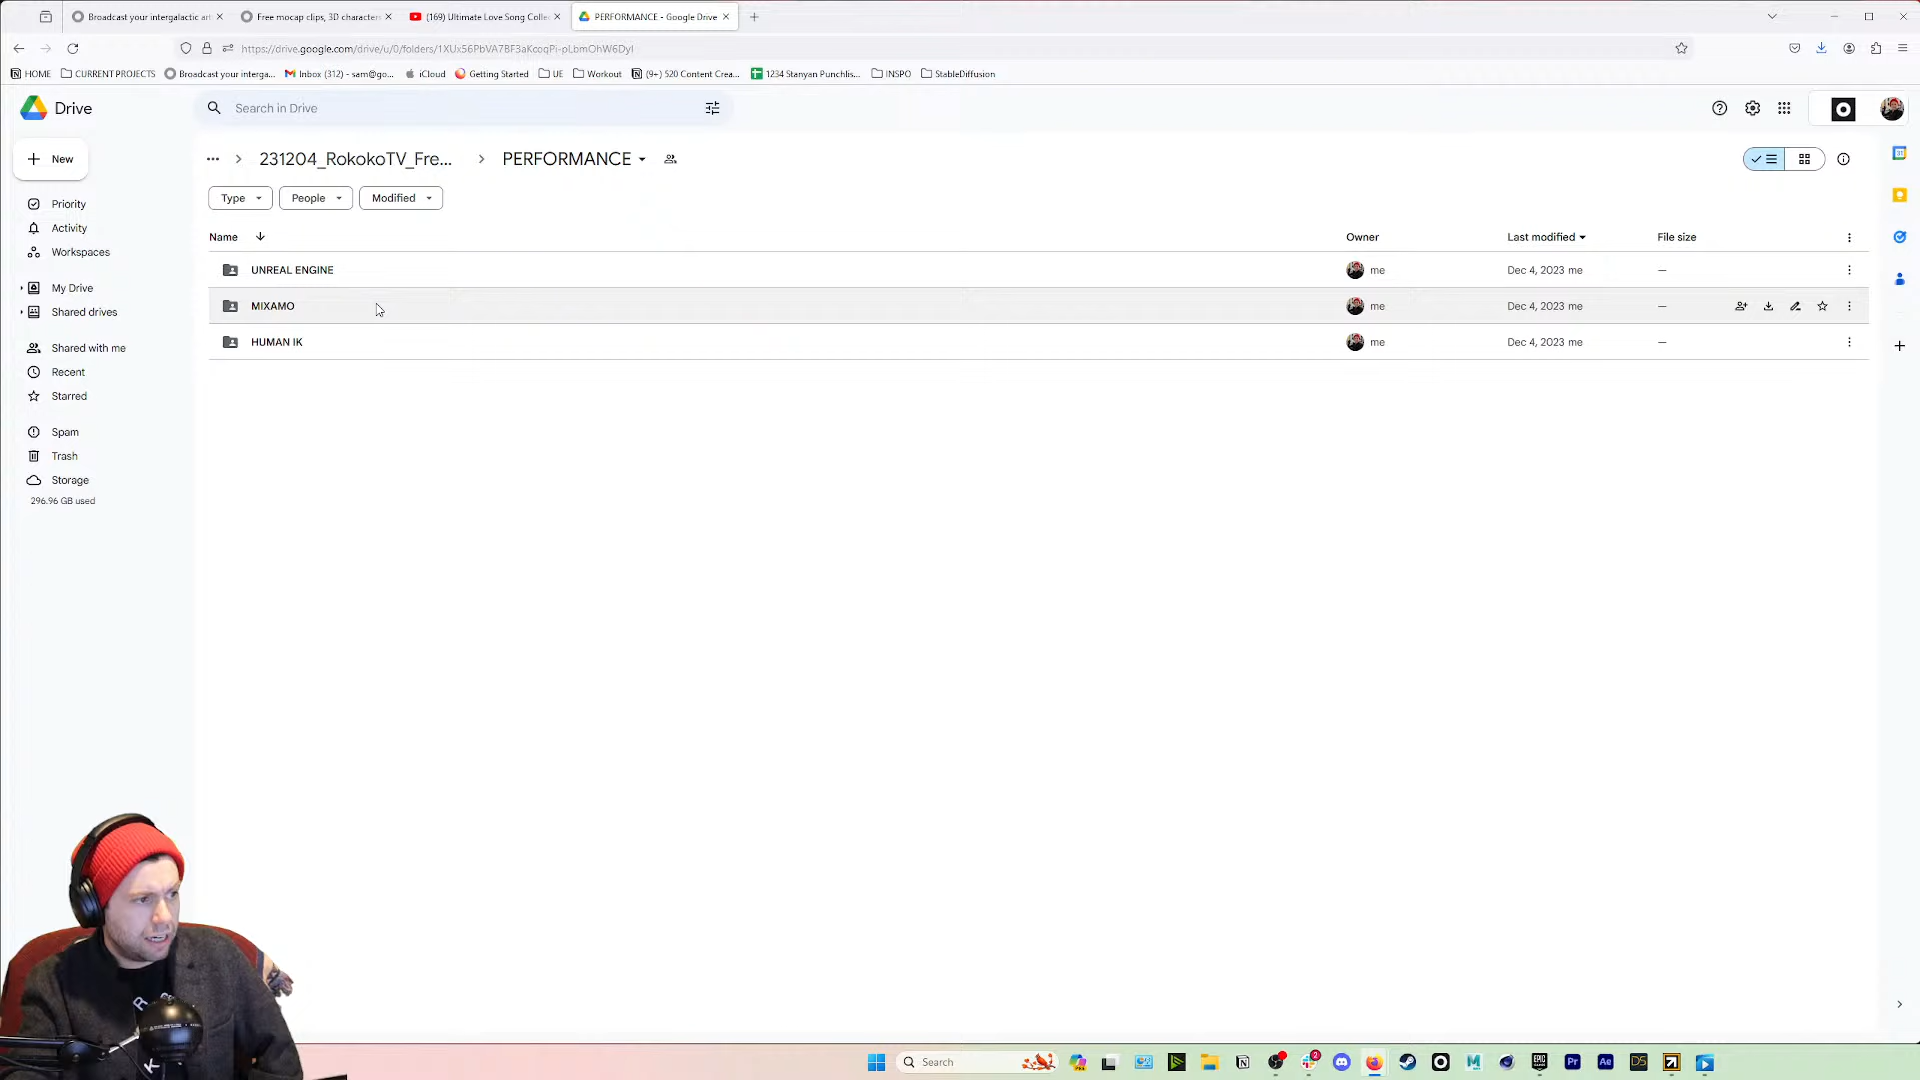 Broadcast your intergalactic ar
Free mocap clips, 3D character
(169) Ultimate Love Song Colle
PERFORMANCE - Google Drive
https://drive.google.com/drive/u/0/folders/1XUx56PbVA7BF3aKcoqPi-pLbmOhW6DyI
HOME
CURRENT PROJECTS
Broadcast your interga...
Inbox (312) - sam@go...
iCloud
Getting Started
UE
Workout
(9+) 520 Content Crea...
1234 Stanyan Punchlis...
INSPO
StableDiffusion
Drive
Search in Drive
New
231204_RokokoTV_Fre...
PERFORMANCE
Type
People
Modified
Priority
Activity
Workspaces
My Drive
Shared drives
Shared with me
Recent
Starred
Spam
Trash
Storage
296.96 GB used
Name
Owner
Last modified
File size
UNREAL ENGINE
me
Dec 4, 2023 me
—
MIXAMO
me
Dec 4, 2023 me
—
HUMAN IK
me
Dec 4, 2023 me
—
Search